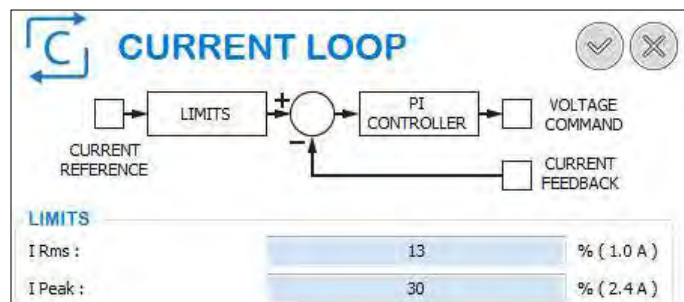 C CURRENT LOOP
LIMITS
+
−
PI
CONTROLLER
VOLTAGE
COMMAND
CURRENT
REFERENCE
CURRENT
FEEDBACK
LIMITS
I Rms : 13 % ( 1.0 A )
I Peak : 30 % ( 2.4 A )